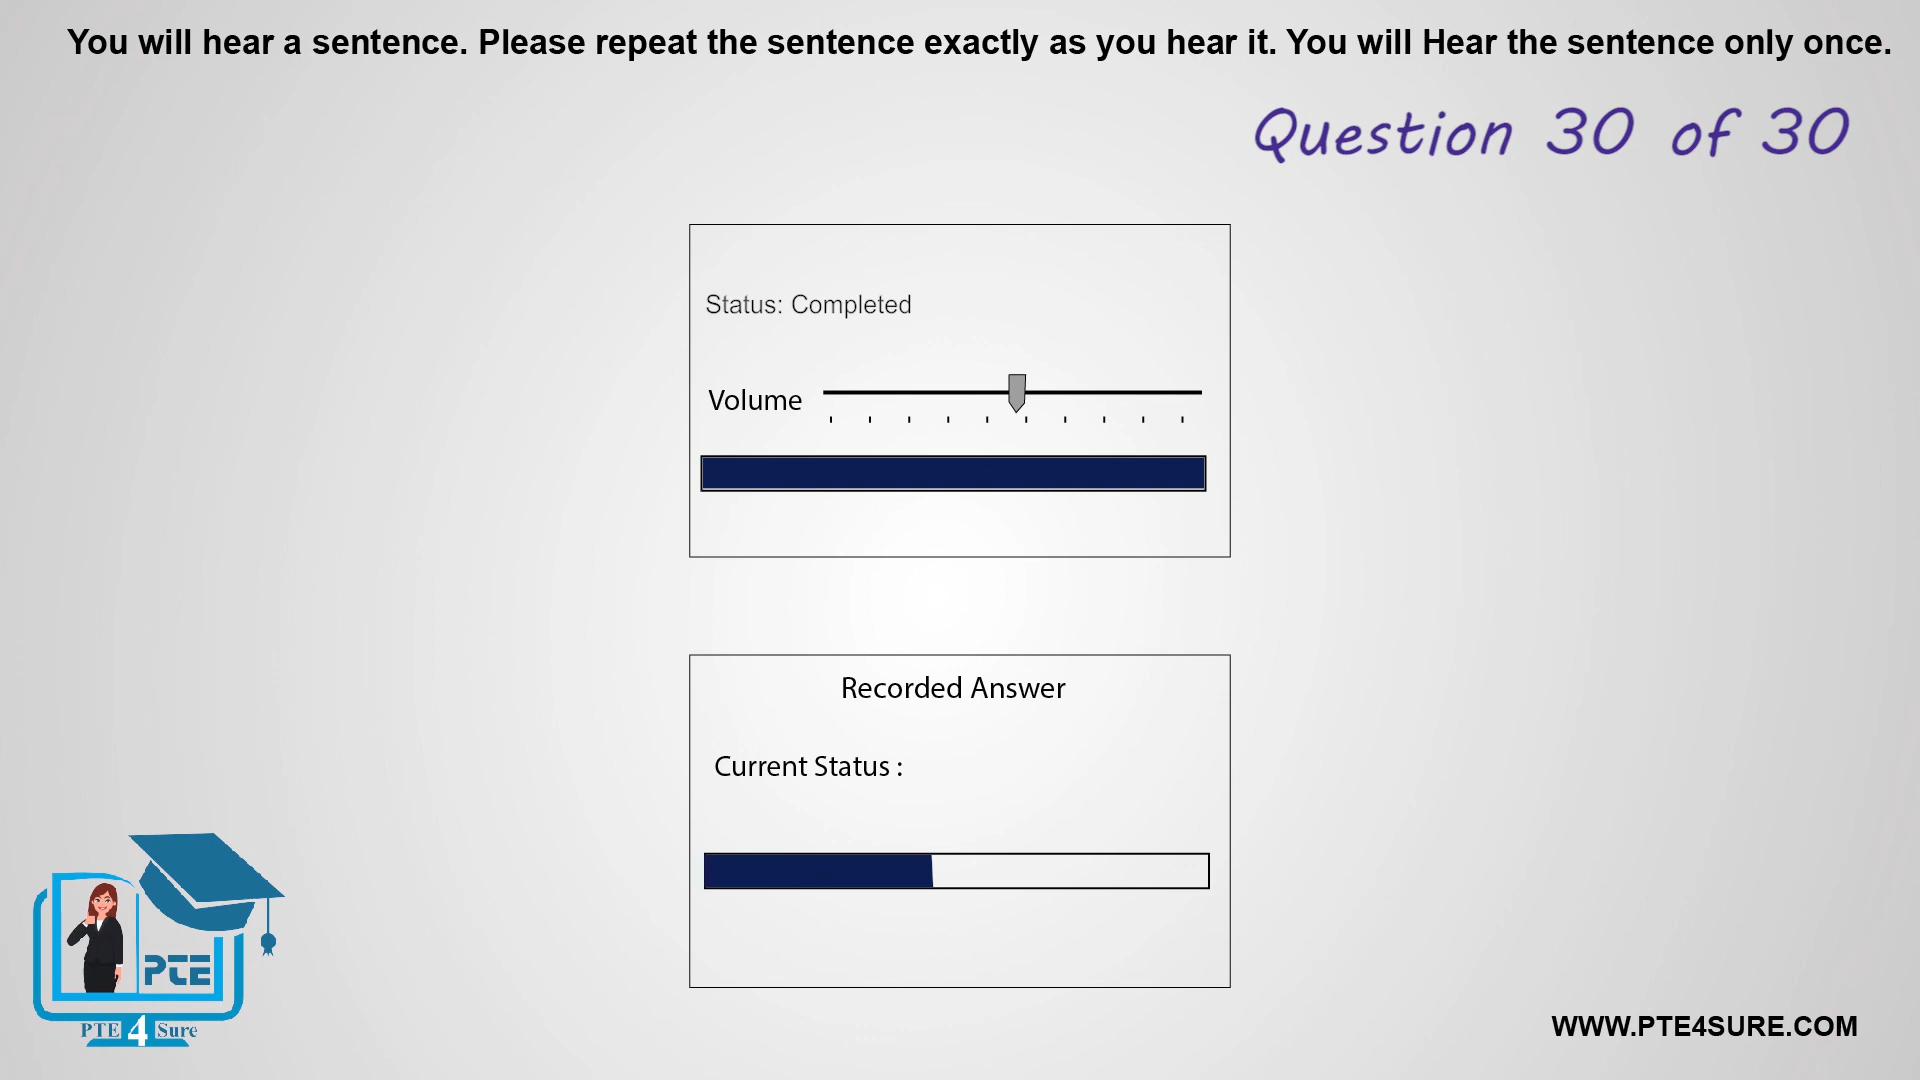 You will hear a sentence. Please repeat the sentence exactly as you hear it. You will Hear the sentence only once.
Question 30 of 30
Status: Completed
Volume
Recorded Answer
Current Status :
PTE
PTE 4 Sure
WWW.PTE4SURE.COM